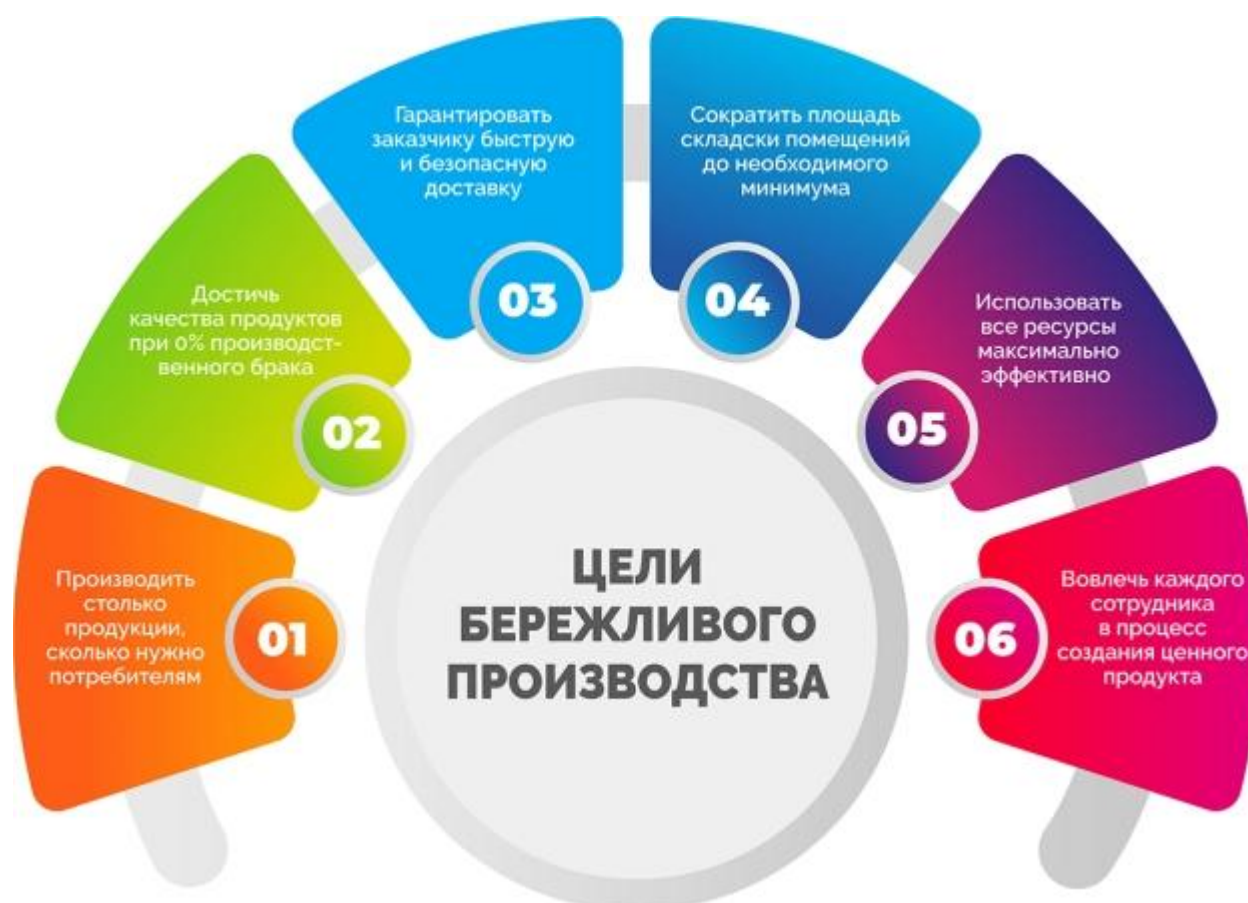 Гарантировать
заказчику быструю
и безопасную
доставку
03
Сократить площадь
складски помещений
до необходимого
минимума
04
Достичь
качества продуктов
при 0% производст-
венного брака
02
Использовать
все ресурсы
максимально
эффективно
05
Производить
столько
продукции,
сколько нужно
потребителям
01
ЦЕЛИ
БЕРЕЖЛИВОГО
ПРОИЗВОДСТВА
Вовлечь каждого
сотрудника
в процесс
создания ценного
продукта
06